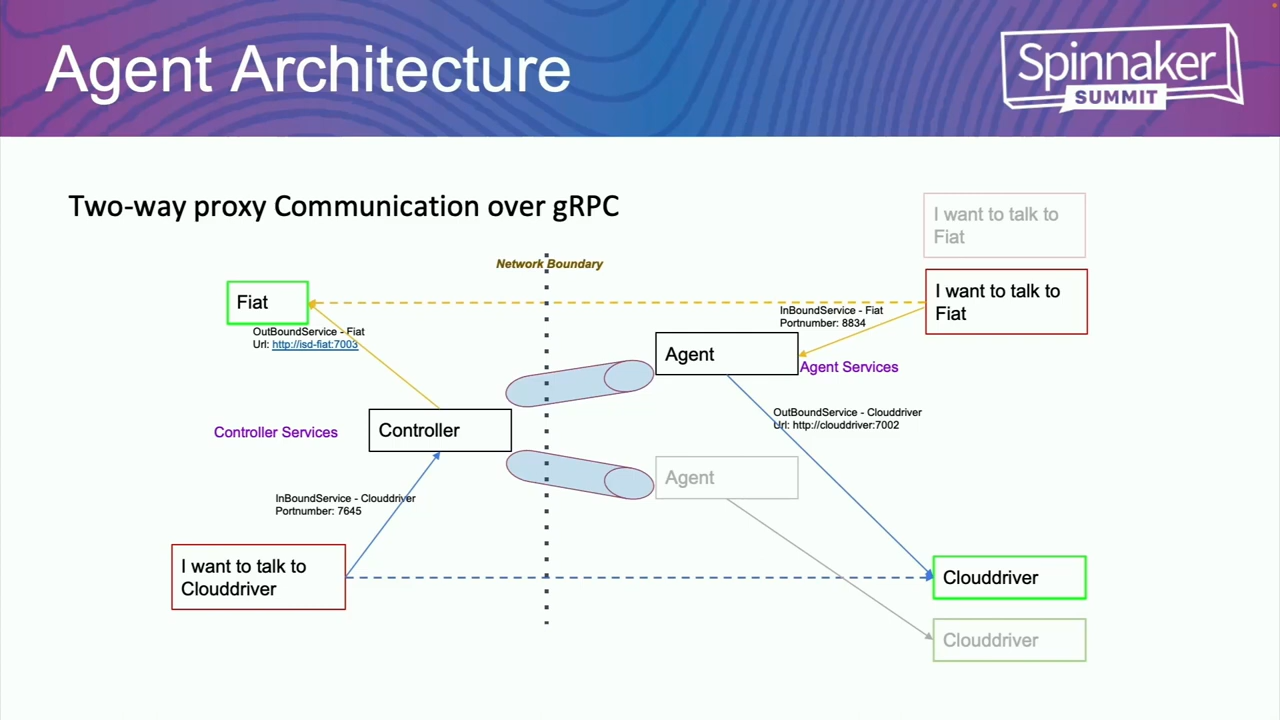 Agent Architecture
Spinnaker
SUMMIT
Two-way proxy Communication over gRPC
I want to talk to
Fiat
Network Boundary
Fiat
I want to talk to
Fiat
OutBoundService - Fiat
Url: http://isd-fiat:7003
InBoundService - Fiat
Portnumber: 8834
Agent
Agent Services
Controller
Controller Services
OutBoundService - Clouddriver
Url: http://clouddriver:7002
Agent
InBoundService - Clouddriver
Portnumber: 7645
I want to talk to
Clouddriver
Clouddriver
Clouddriver